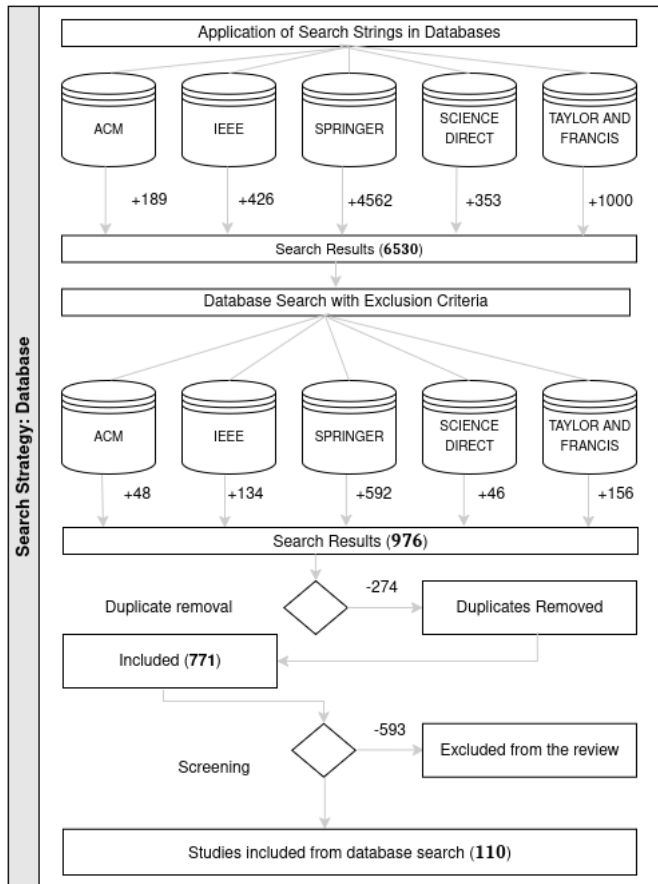 Search Strategy: Database
Application of Search Strings in Databases
ACM
IEEE
SPRINGER
SCIENCE
DIRECT
TAYLOR AND
FRANCIS
+189
+426
+4562
+353
+1000
Search Results (6530)
Database Search with Exclusion Criteria
ACM
IEEE
SPRINGER
SCIENCE
DIRECT
TAYLOR AND
FRANCIS
+48
+134
+592
+46
+156
Search Results (976)
Duplicate removal
-274
Duplicates Removed
Included (771)
Screening
-593
Excluded from the review
Studies included from database search (110)